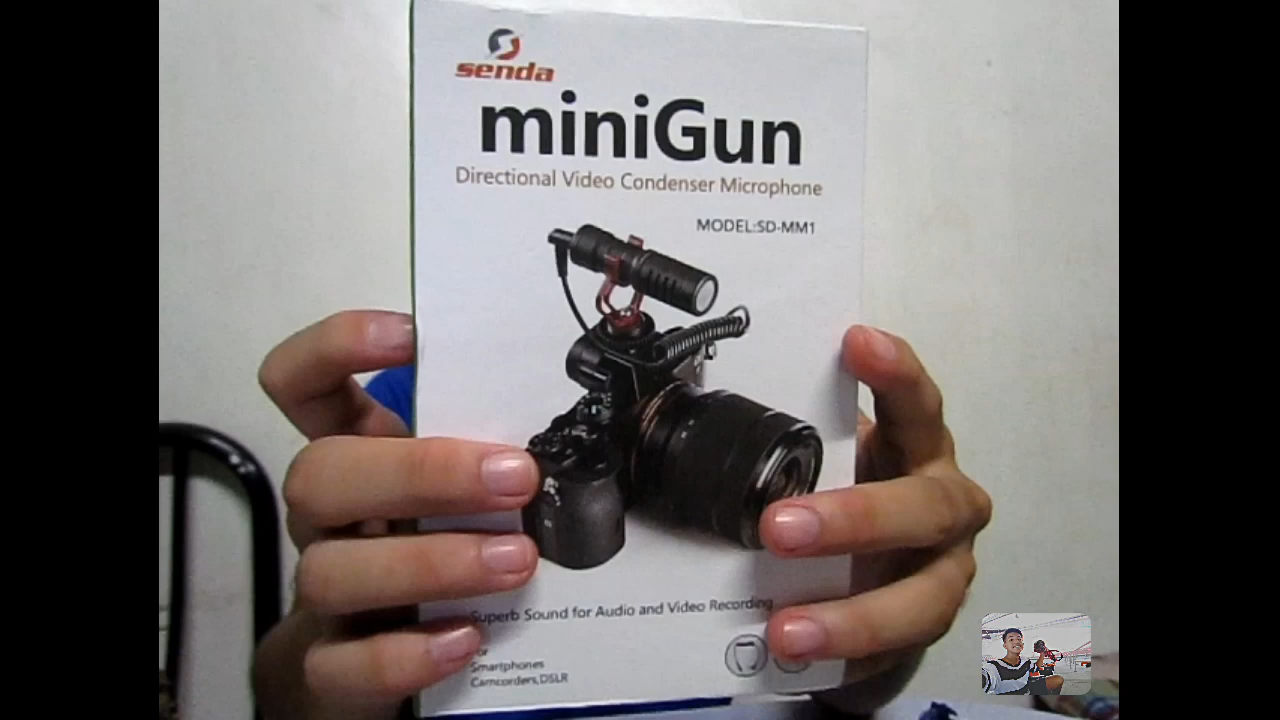 senda
miniGun
Directional Video Condenser Microphone
MODEL:SD-MM1
Superb Sound for Audio and Video Recording
Smartphones
Camcorders,DSLR